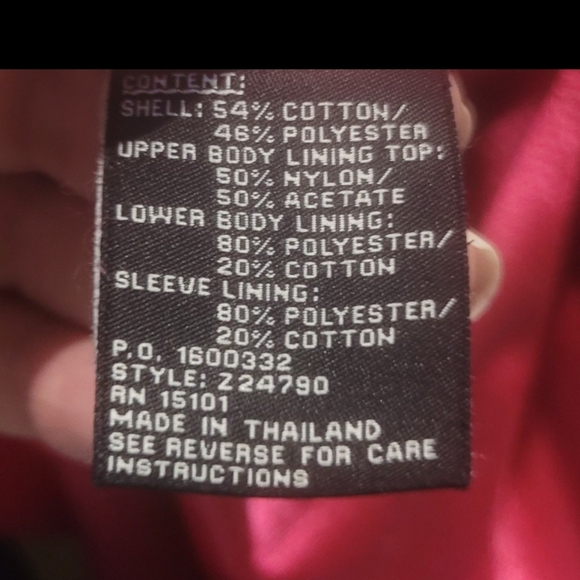 CONTENT:
SHELL: 54% COTTON/
46% POLYESTER
UPPER BODY LINING TOP:
50% NYLON/
50% ACETATE
LOWER BODY LINING:
80% POLYESTER/
20% COTTON
SLEEVE LINING:
80% POLYESTER/
20% COTTON
P.O. 1600332
STYLE: Z24790
RN 15101
MADE IN THAILAND
SEE REVERSE FOR CARE
INSTRUCTIONS